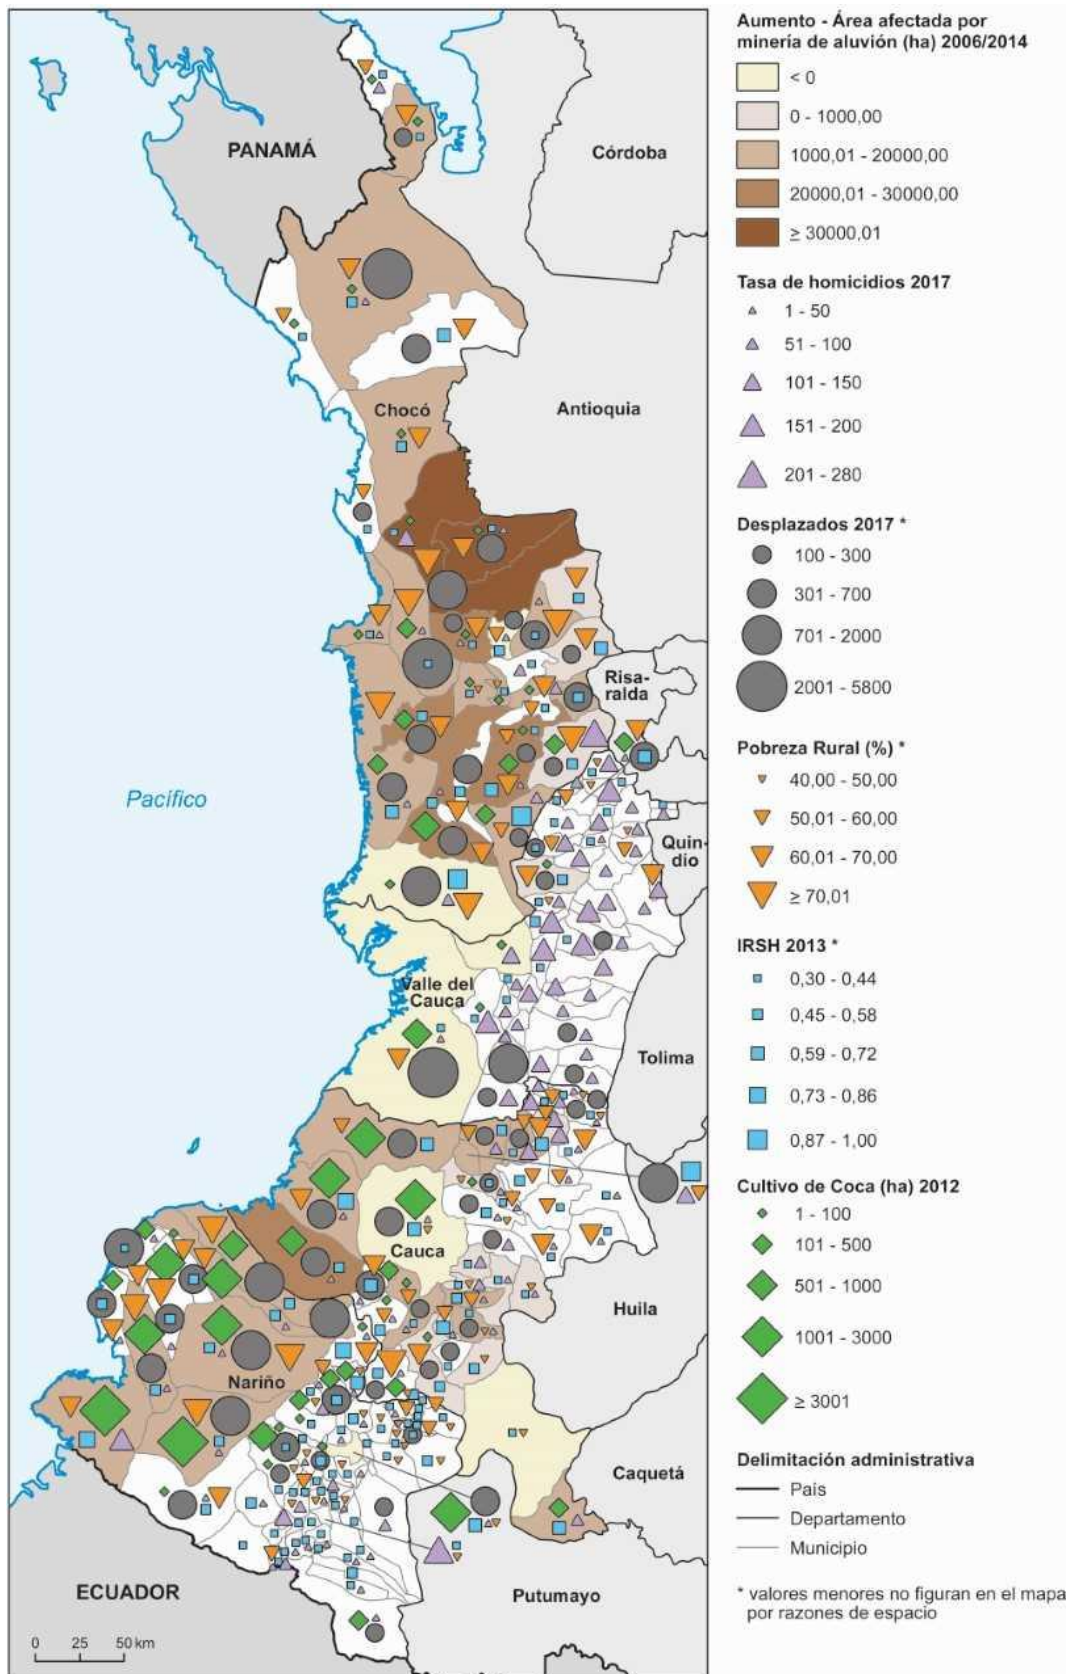 PANAMÁ
Córdoba
Chocó
Antioquia
Risa-
ralda
Pacífico
Quin-
dío
Valle del
Cauca
Tolima
Cauca
Huila
Nariño
Caquetá
ECUADOR
Putumayo
0 25 50 km
Aumento - Área afectada por
minería de aluvión (ha) 2006/2014
< 0
0 - 1000,00
1000,01 - 20000,00
20000,01 - 30000,00
≥ 30000,01
Tasa de homicidios 2017
1 - 50
51 - 100
101 - 150
151 - 200
201 - 280
Desplazados 2017 *
100 - 300
301 - 700
701 - 2000
2001 - 5800
Pobreza Rural (%) *
40,00 - 50,00
50,01 - 60,00
60,01 - 70,00
≥ 70,01
IRSH 2013 *
0,30 - 0,44
0,45 - 0,58
0,59 - 0,72
0,73 - 0,86
0,87 - 1,00
Cultivo de Coca (ha) 2012
1 - 100
101 - 500
501 - 1000
1001 - 3000
≥ 3001
Delimitación administrativa
País
Departamento
Municipio
* valores menores no figuran en el mapa
por razones de espacio